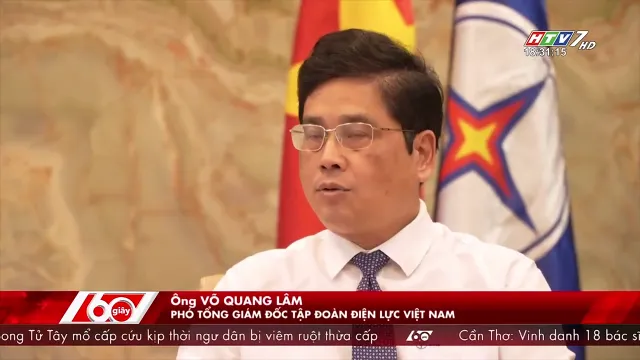 HTV7 HD
18:31:15
60 giây
Ông VÕ QUANG LÂM
PHÓ TỔNG GIÁM ĐỐC TẬP ĐOÀN ĐIỆN LỰC VIỆT NAM
ong Tử Tây mổ cấp cứu kịp thời ngư dân bị viêm ruột thừa cấp
60
Cần Thơ: Vinh danh 18 bác s